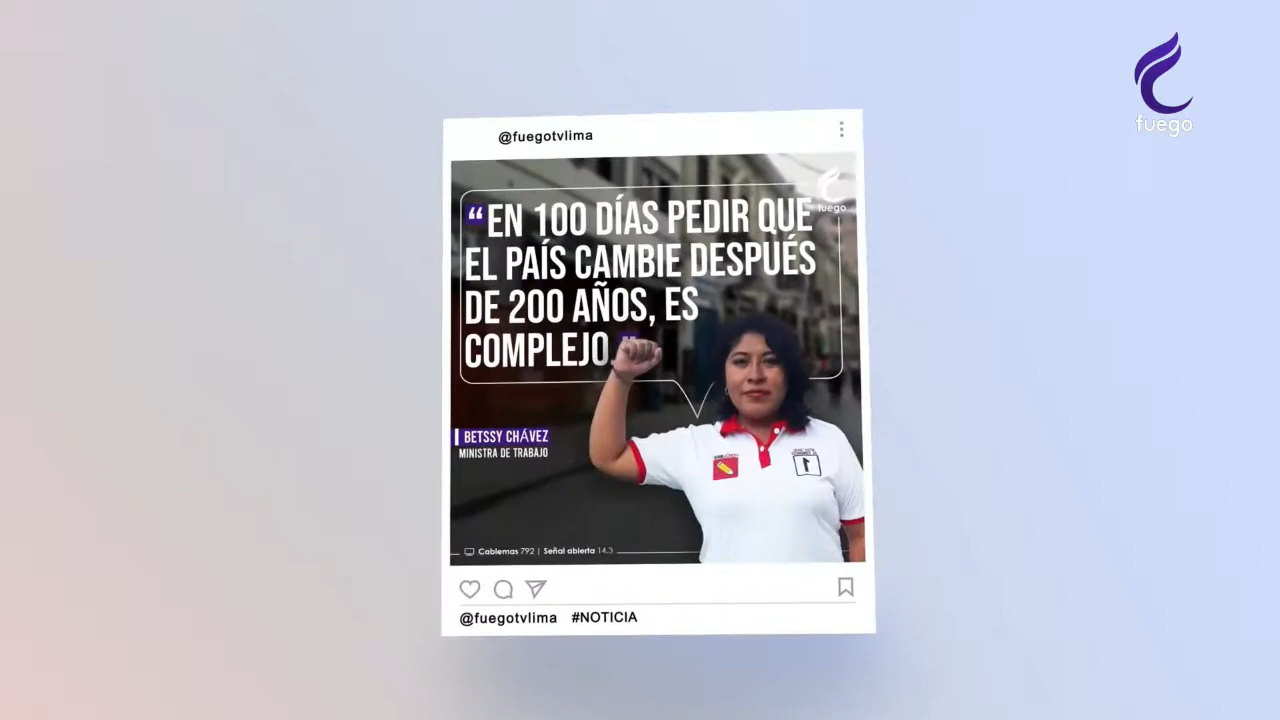 fuego
@fuegotvlima
fuego
“EN 100 DÍAS PEDIR QUE
EL PAÍS CAMBIE DESPUÉS
DE 200 AÑOS, ES
COMPLEJO.”
BETSSY CHÁVEZ
MINISTRA DE TRABAJO
1
Cablemas 792 | Señal abierta 14.3
@fuegotvlima #NOTICIA